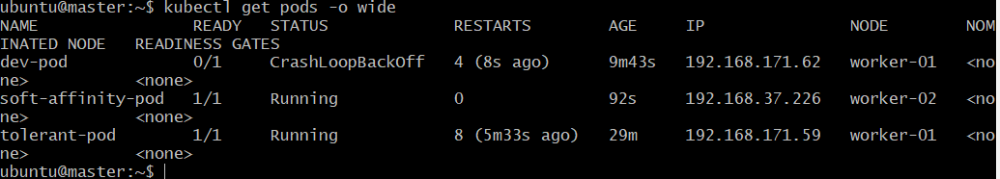 ubuntu@master:~$ kubectl get pods -o wide
NAME                READY   STATUS             RESTARTS        AGE     IP               NODE        NOM
INATED NODE   READINESS GATES
dev-pod             0/1     CrashLoopBackOff   4 (8s ago)      9m43s   192.168.171.62   worker-01   <no
ne>           <none>
soft-affinity-pod   1/1     Running            0               92s     192.168.37.226   worker-02   <no
ne>           <none>
tolerant-pod        1/1     Running            8 (5m33s ago)   29m     192.168.171.59   worker-01   <no
ne>           <none>
ubuntu@master:~$